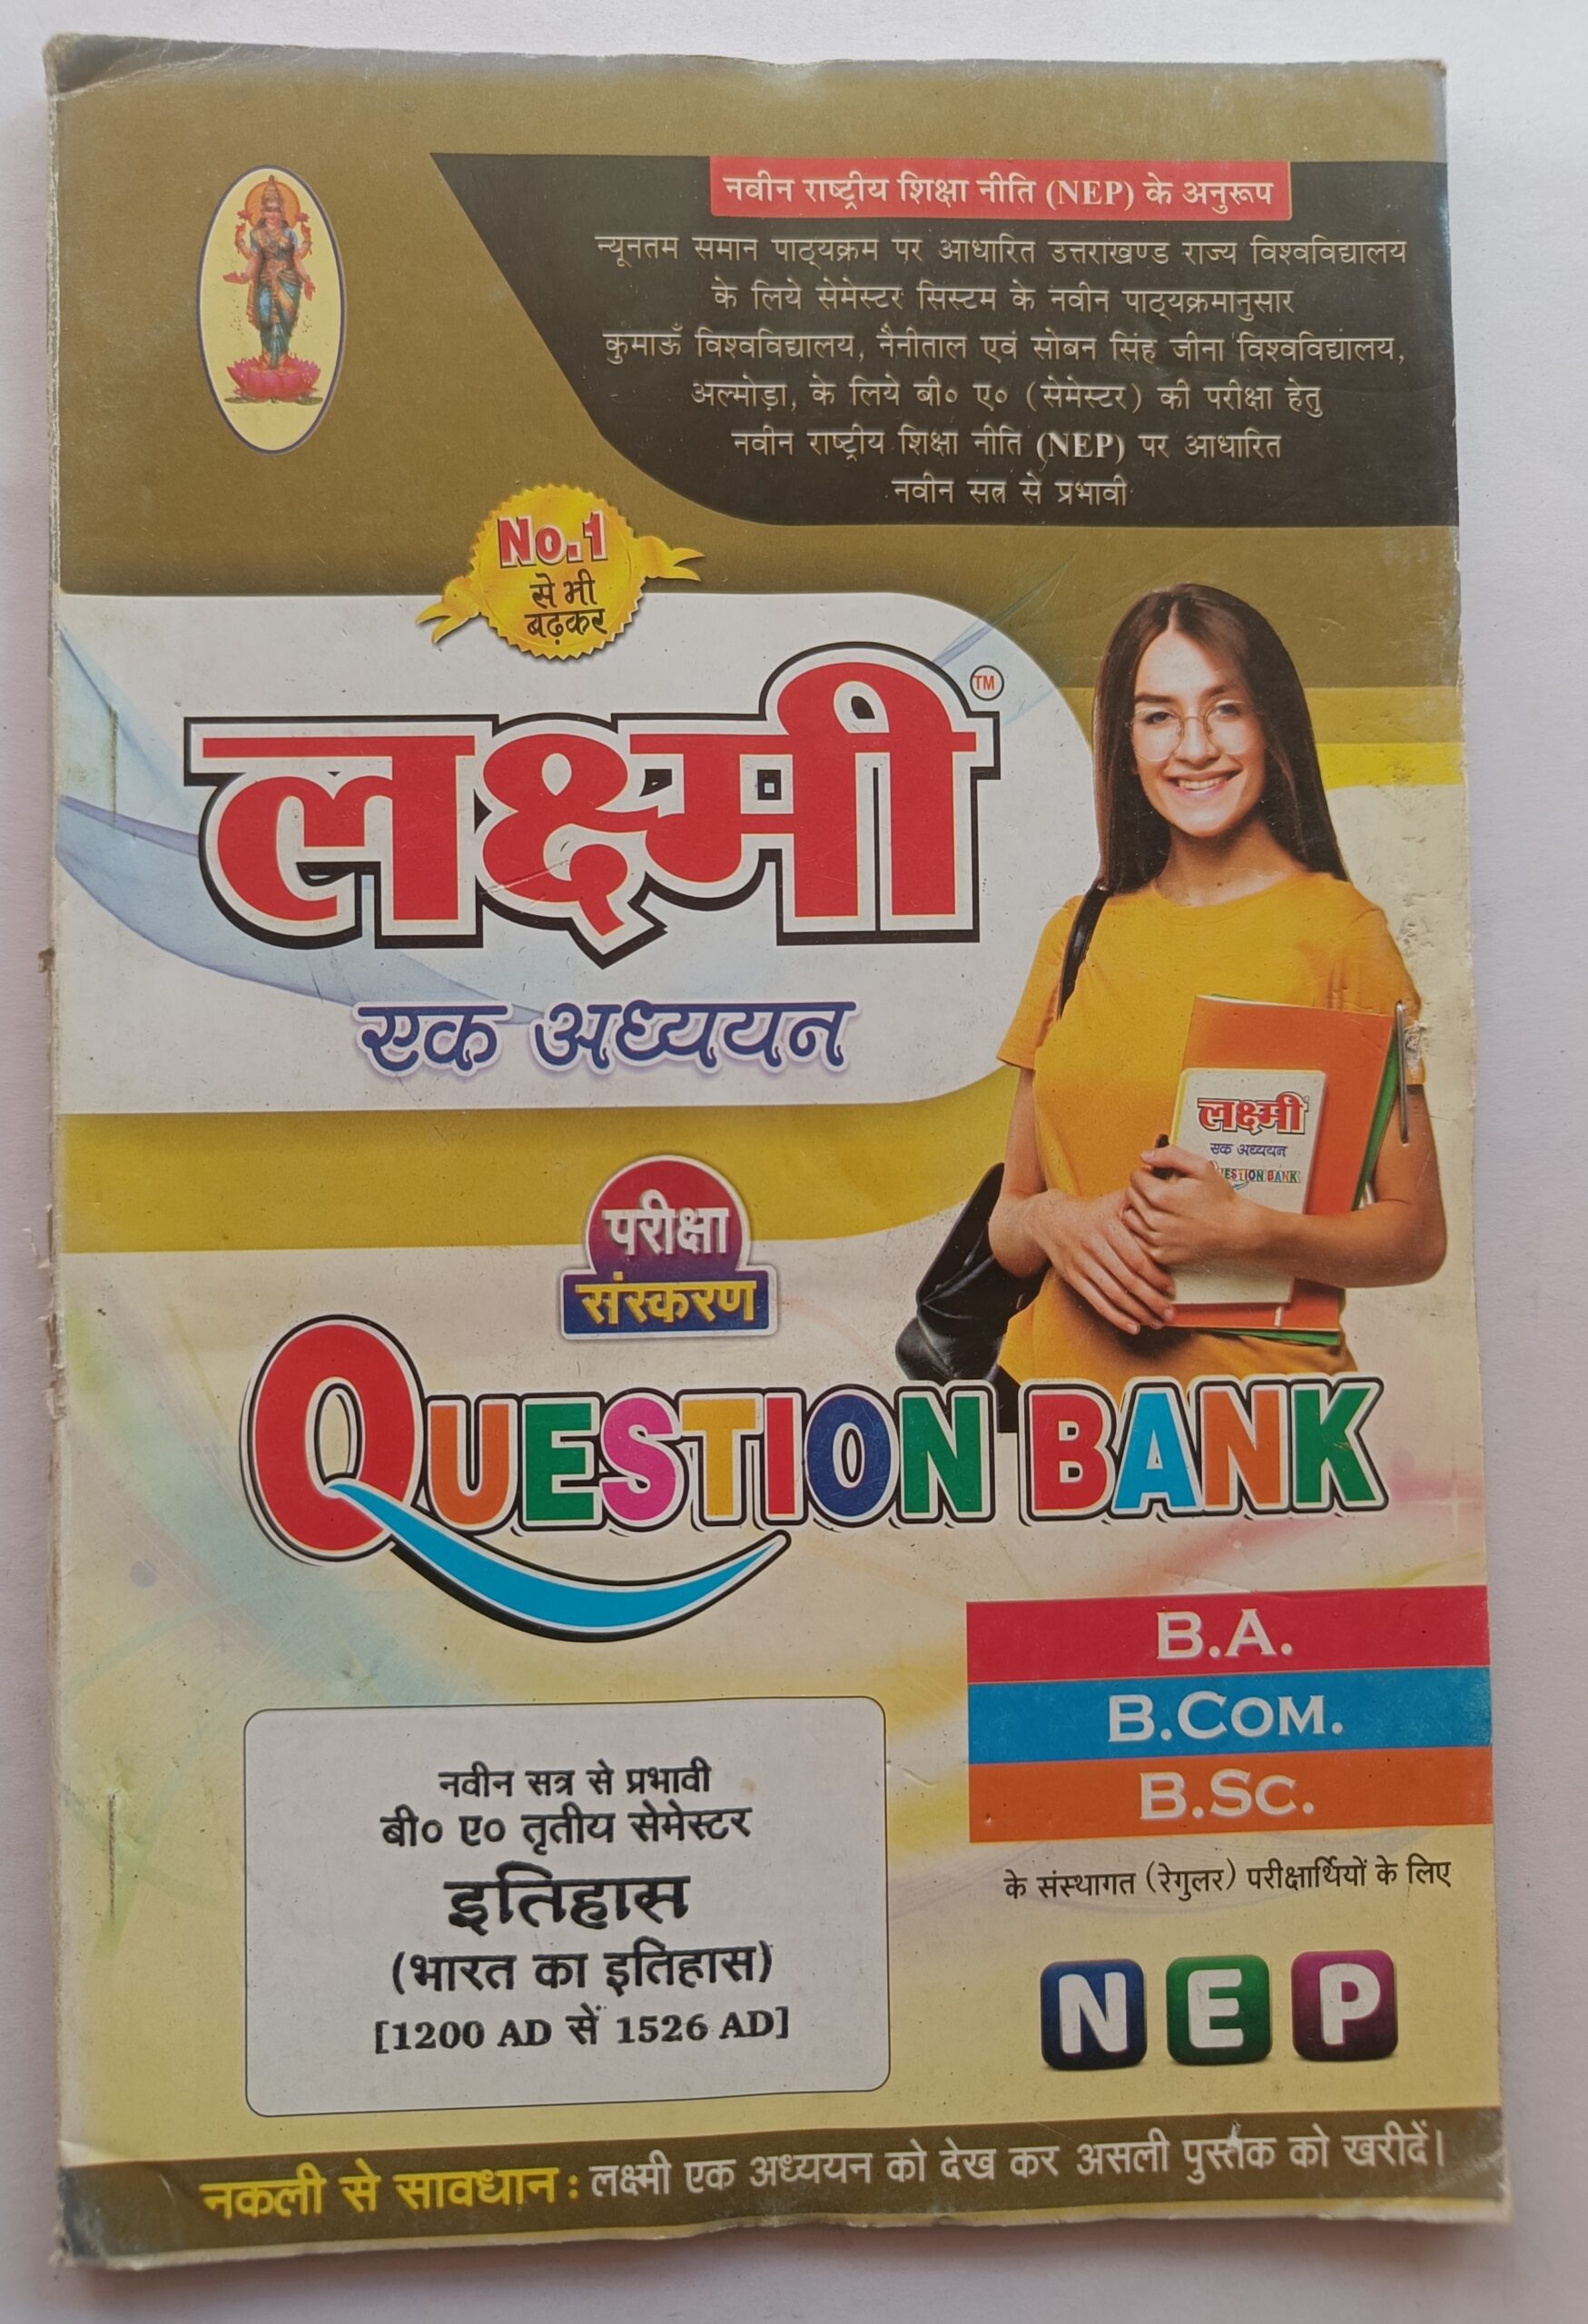 नवीन राष्ट्रीय शिक्षा नीति (NEP) के अनुरूप
न्यूनतम समान पाठ्यक्रम पर आधारित उत्तराखण्ड राज्य विश्वविद्यालय
के लिये सेमेस्टर सिस्टम के नवीन पाठ्यक्रमानुसार
कुमाऊँ विश्वविद्यालय, नैनीताल एवं सोबन सिंह जीना विश्वविद्यालय,
अल्मोड़ा, के लिये बी० ए० (सेमेस्टर) की परीक्षा हेतु
नवीन राष्ट्रीय शिक्षा नीति (NEP) पर आधारित
नवीन सत्र से प्रभावी
No.1
से भी
बढ़कर
लक्ष्मी
TM
एक अध्ययन
लक्ष्मी
एक अध्ययन
QUESTION BANK
परीक्षा
संस्करण
QUESTION BANK
B.A.
B.COM.
B.SC.
के संस्थागत (रेगुलर) परीक्षार्थियों के लिए
NEP
नवीन सत्र से प्रभावी
बी० ए० तृतीय सेमेस्टर
इतिहास
(भारत का इतिहास)
[1200 AD सें 1526 AD]
नकली से सावधान : लक्ष्मी एक अध्ययन को देख कर असली पुस्तक को खरीदें।